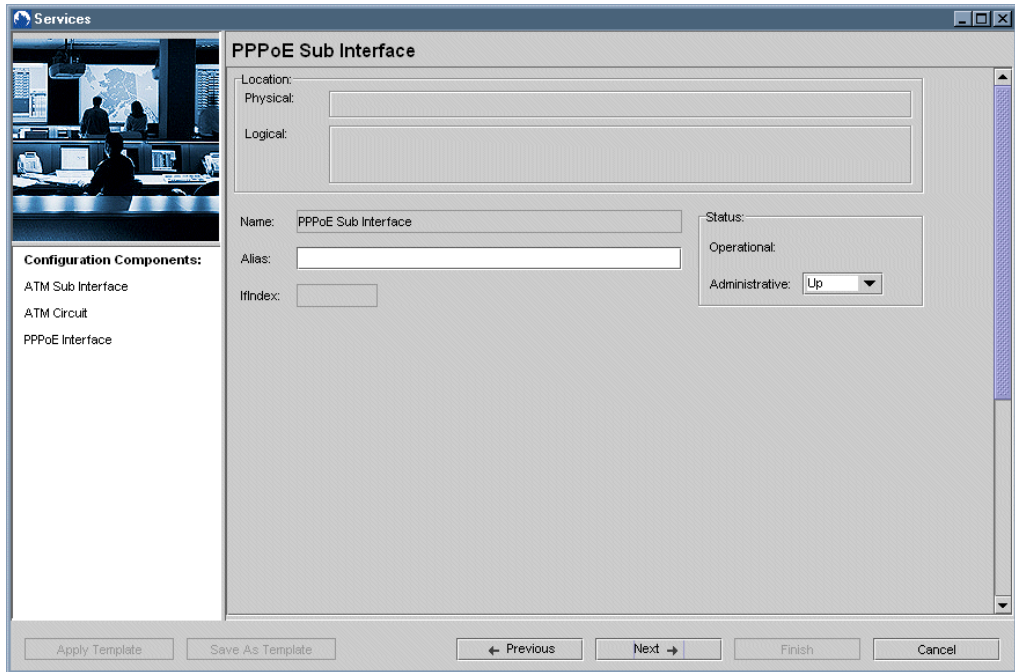 Services
PPPoE Sub Interface
Location:
Physical:
Logical:
Name: PPPoE Sub Interface
Alias:
IfIndex:
Status:
Operational:
Administrative: Up
Configuration Components:
ATM Sub Interface
ATM Circuit
PPPoE Interface
Apply Template Save As Template Previous Next Finish Cancel